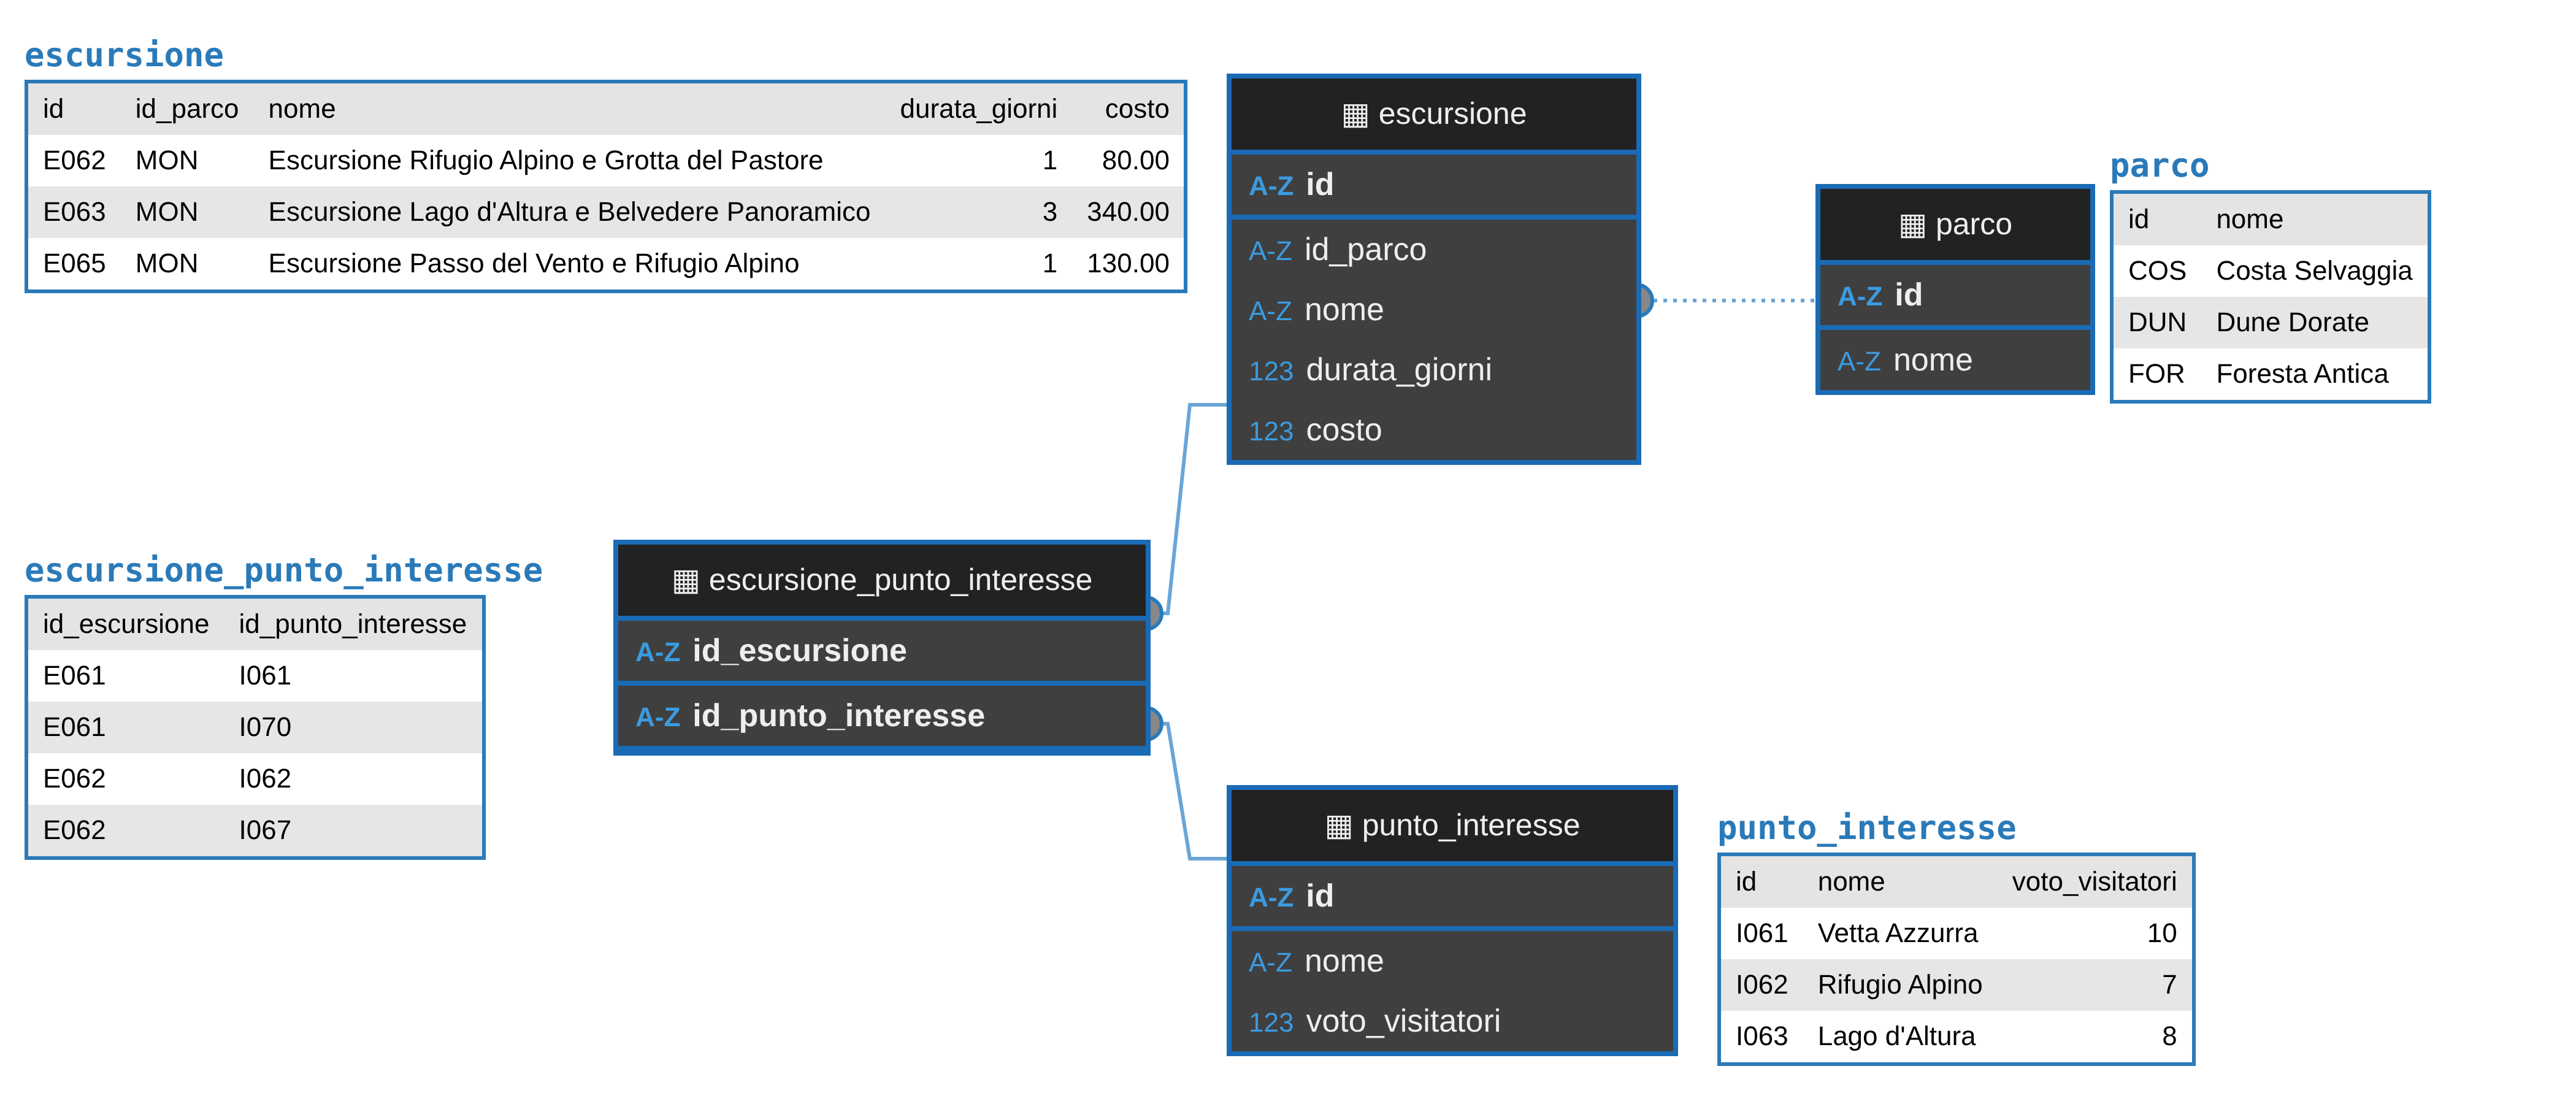 escursione
id id_parco nome durata_giorni costo
E062 MON Escursione Rifugio Alpino e Grotta del Pastore 1 80.00
E063 MON Escursione Lago d'Altura e Belvedere Panoramico 3 340.00
E065 MON Escursione Passo del Vento e Rifugio Alpino 1 130.00
escursione
A-Z id
A-Z id_parco
A-Z nome
123 durata_giorni
123 costo
parco
A-Z id
A-Z nome
parco
id nome
COS Costa Selvaggia
DUN Dune Dorate
FOR Foresta Antica
escursione_punto_interesse
id_escursione id_punto_interesse
E061 I061
E061 I070
E062 I062
E062 I067
escursione_punto_interesse
A-Z id_escursione
A-Z id_punto_interesse
punto_interesse
A-Z id
A-Z nome
123 voto_visitatori
punto_interesse
id nome voto_visitatori
I061 Vetta Azzurra 10
I062 Rifugio Alpino 7
I063 Lago d'Altura 8